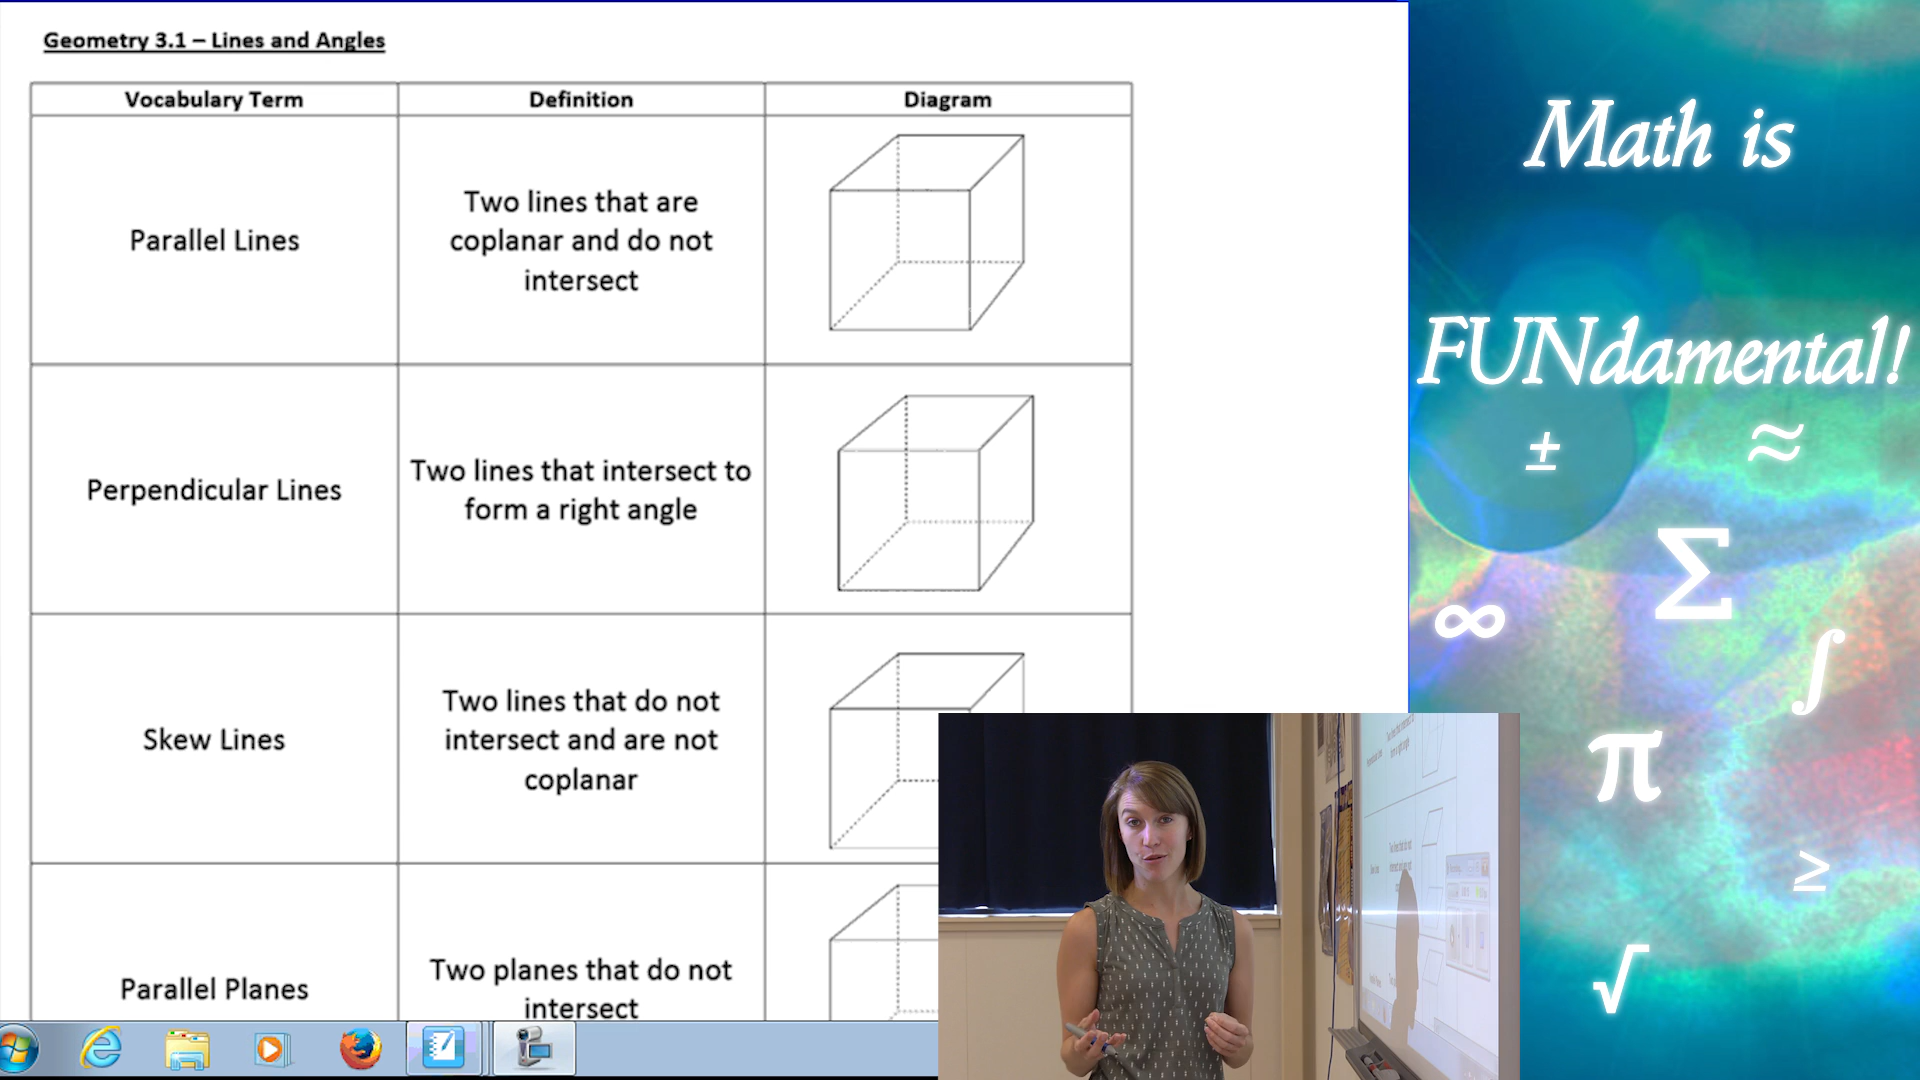 Geometry 3.1 – Lines and Angles
Vocabulary Term
Definition
Diagram
Parallel Lines
Two lines that are
coplanar and do not
intersect
Perpendicular Lines
Two lines that intersect to
form a right angle
Skew Lines
Two lines that do not
intersect and are not
coplanar
Parallel Planes
Two planes that do not
intersect
Math is
FUNdamental!
±
≈
Σ
∞
∫
π
≥
√